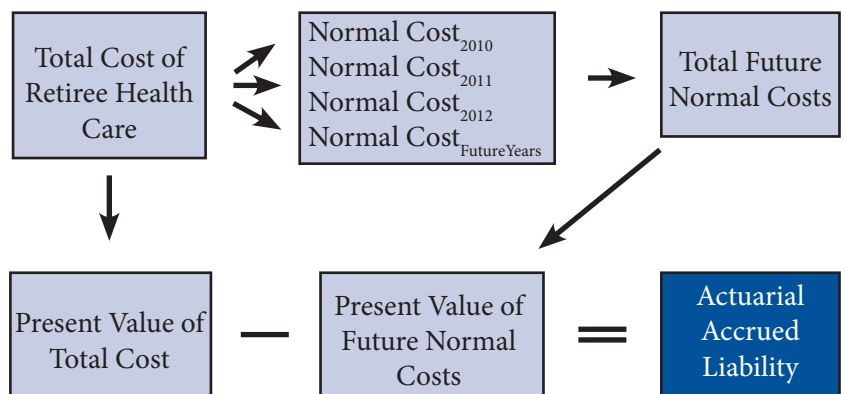 Total Cost of
Retiree Health
Care
Normal Cost2010
Normal Cost2011
Normal Cost2012
Normal CostFutureYears
Total Future
Normal Costs
Present Value of
Total Cost
—
Present Value of
Future Normal
Costs
=
Actuarial
Accrued
Liability